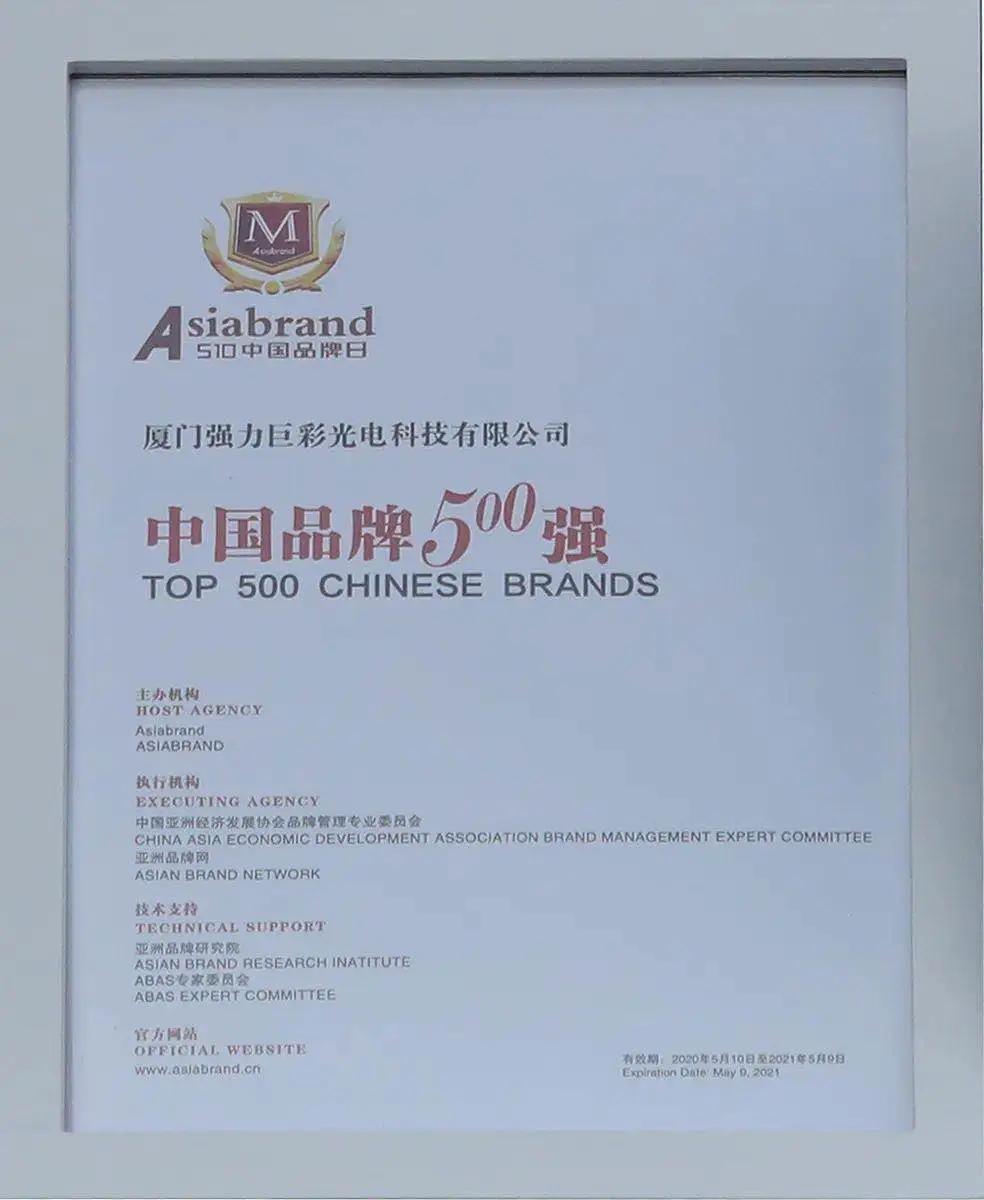 M
Asiabrand
Asiabrand
510中国品牌日
厦门强力巨彩光电科技有限公司
中国品牌500强
TOP 500 CHINESE BRANDS
主办机构
HOST AGENCY
Asiabrand
ASIABRAND
执行机构
EXECUTING AGENCY
中国亚洲经济发展协会品牌管理专业委员会
CHINA ASIA ECONOMIC DEVELOPMENT ASSOCIATION BRAND MANAGEMENT EXPERT COMMITTEE
亚洲品牌网
ASIAN BRAND NETWORK
技术支持
TECHNICAL SUPPORT
亚洲品牌研究院
ASIAN BRAND RESEARCH INATITUTE
ABAS专家委员会
ABAS EXPERT COMMITTEE
官方网站
OFFICIAL WEBSITE
www.asiabrand.cn
有效期：2020年5月10日至2021年5月9日
Expiration Date: May 9, 2021